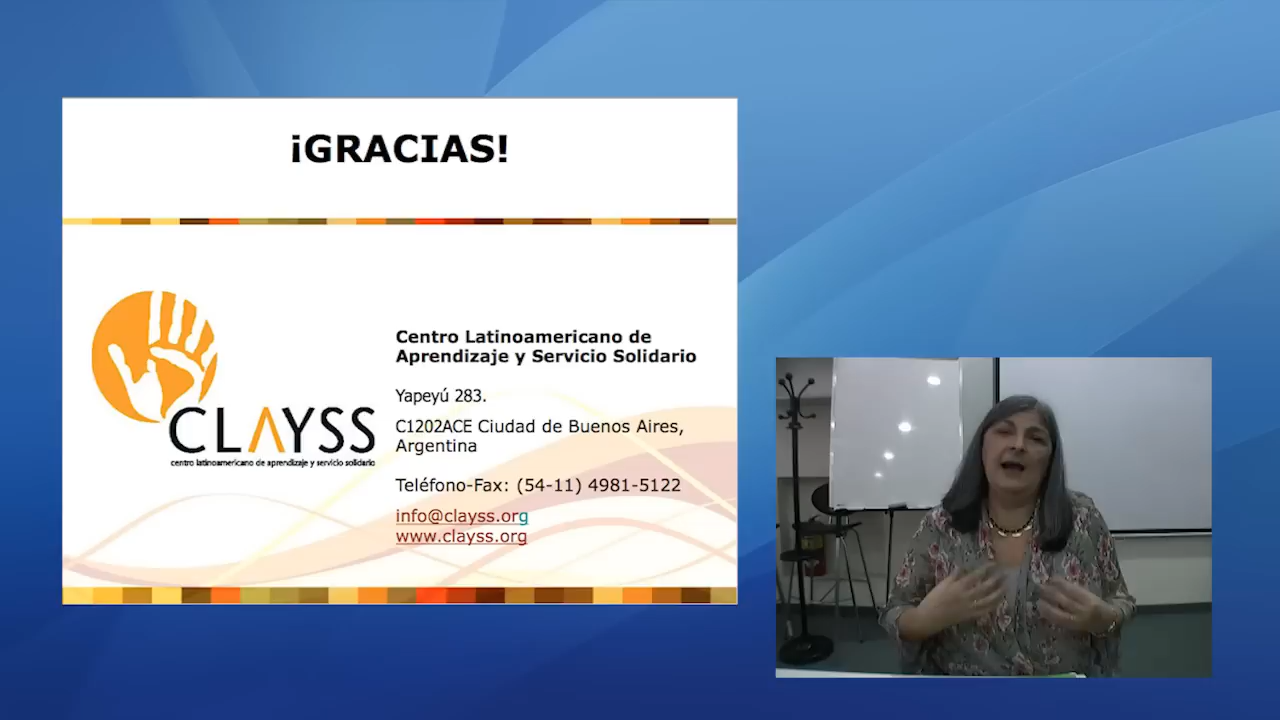 ¡GRACIAS!
CLAYSS
centro latinoamericano de aprendizaje y servicio solidario
Centro Latinoamericano de
Aprendizaje y Servicio Solidario
Yapeyú 283.
C1202ACE Ciudad de Buenos Aires,
Argentina
Teléfono-Fax: (54-11) 4981-5122
info@clayss.org
www.clayss.org